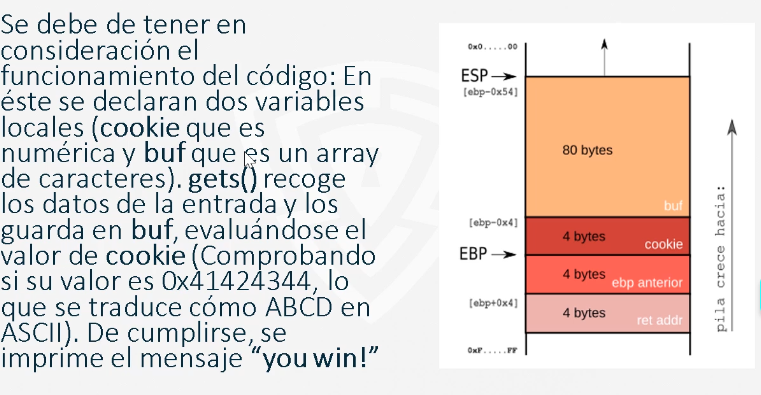 Se debe de tener en
consideración el
funcionamiento del código: En
éste se declaran dos variables
locales (cookie que es
numérica y buf que es un array
de caracteres). gets() recoge
los datos de la entrada y los
guarda en buf, evaluándose el
valor de cookie (Comprobando
si su valor es 0x41424344, lo
que se traduce cómo ABCD en
ASCII). De cumplirse, se
imprime el mensaje “you win!”
0x0.....00
ESP
[ebp-0x54]
80 bytes
buf
[ebp-0x4]
4 bytes
cookie
EBP
4 bytes
ebp anterior
[ebp+0x4]
4 bytes
ret addr
0xF.....FF
pila crece hacia: